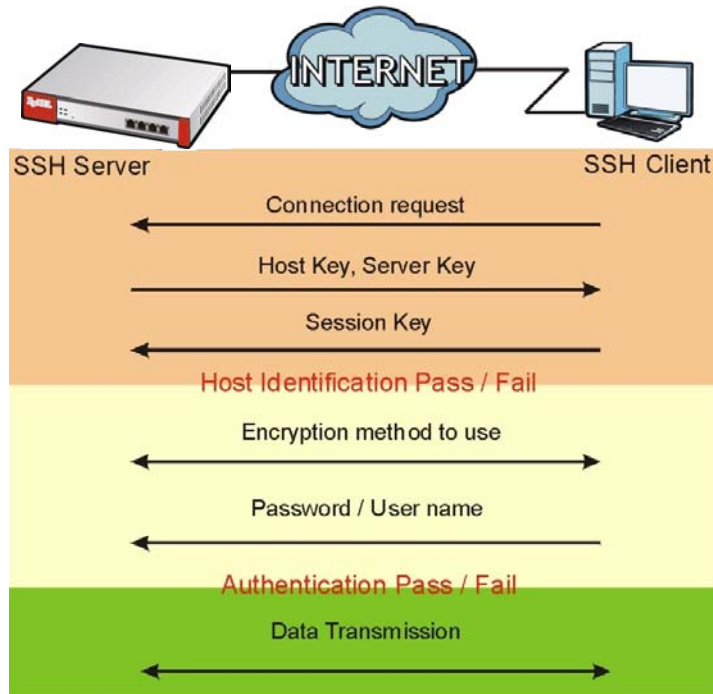 ZyXEL
INTERNET
SSH Server
SSH Client
Connection request
Host Key, Server Key
Session Key
Host Identification Pass / Fail
Encryption method to use
Password / User name
Authentication Pass / Fail
Data Transmission